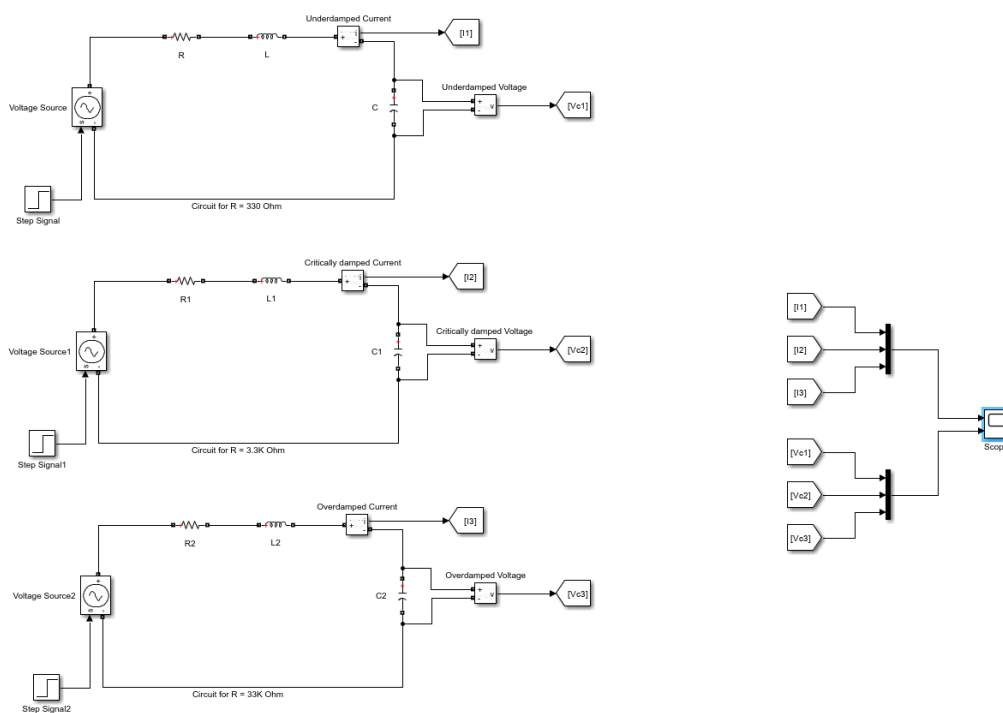 Underdamped Current
[I1]
R
L
Voltage Source
C
Underdamped Voltage
[Vc1]
Step Signal
Circuit for R = 330 Ohm
Critically damped Current
[I2]
R1
L1
Voltage Source1
C1
Critically damped Voltage
[Vc2]
Step Signal1
Circuit for R = 3.3K Ohm
Overdamped Current
[I3]
R2
L2
Voltage Source2
C2
Overdamped Voltage
[Vc3]
Step Signal2
Circuit for R = 33K Ohm
[I1]
[I2]
[I3]
[Vc1]
[Vc2]
[Vc3]
Scop